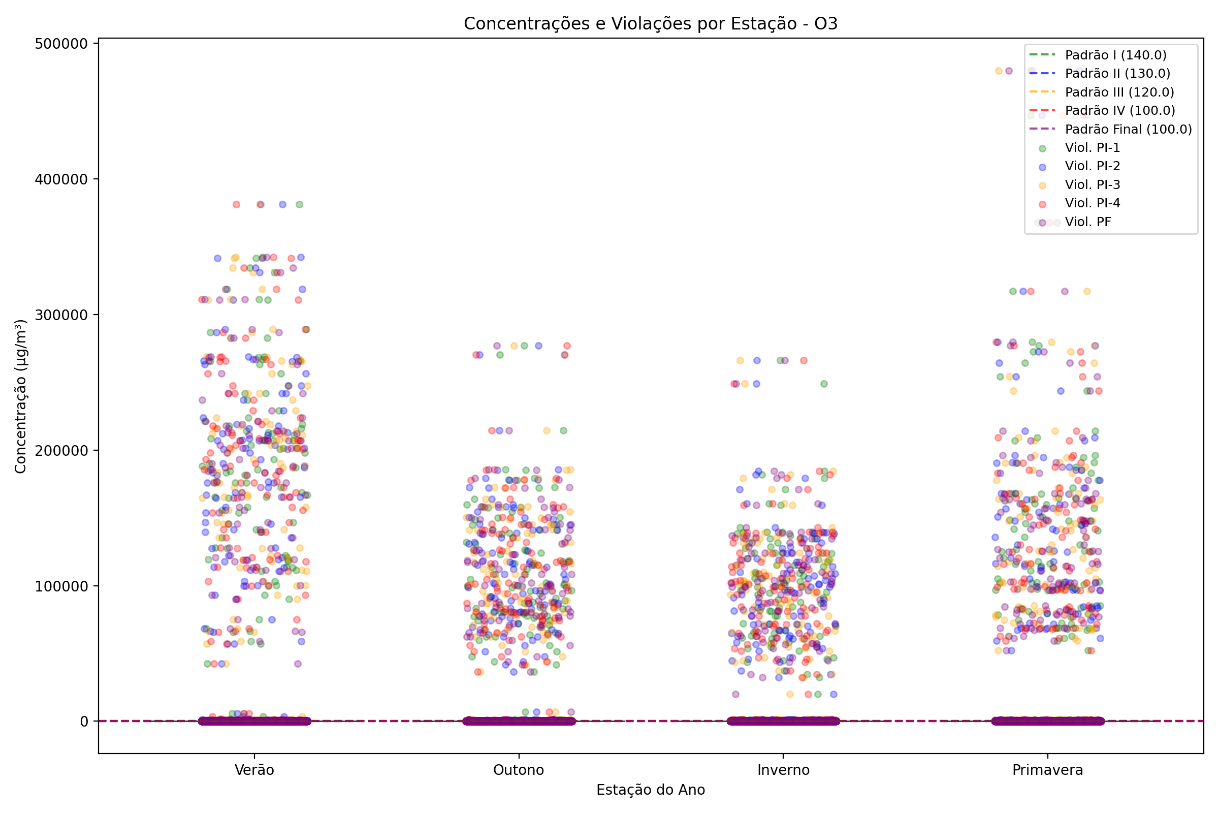 Concentrações e Violações por Estação - O3
500000
400000
300000
200000
100000
0
Concentração (µg/m³)
Padrão I (140.0)
Padrão II (130.0)
Padrão III (120.0)
Padrão IV (100.0)
Padrão Final (100.0)
Viol. PI-1
Viol. PI-2
Viol. PI-3
Viol. PI-4
Viol. PF
Verão
Outono
Inverno
Primavera
Estação do Ano